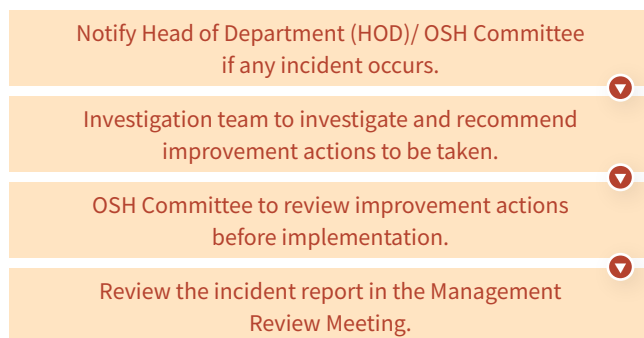 Notify Head of Department (HOD)/ OSH Committee
if any incident occurs.
Investigation team to investigate and recommend
improvement actions to be taken.
OSH Committee to review improvement actions
before implementation.
Review the incident report in the Management
Review Meeting.